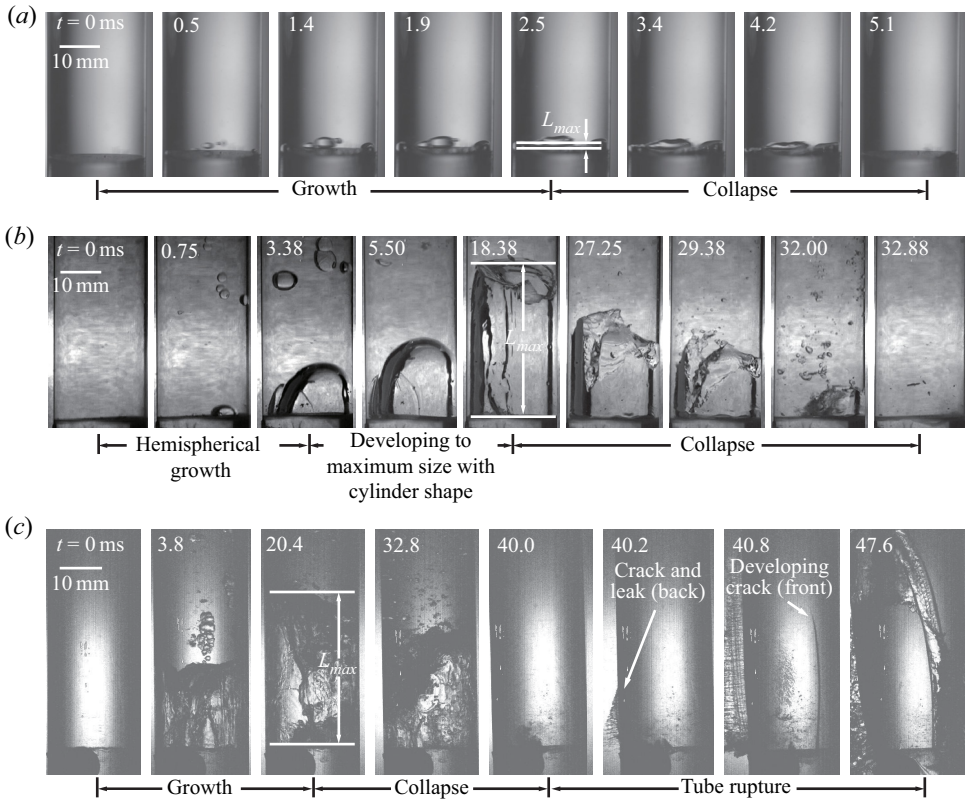 (a)
t = 0 ms 0.5 1.4 1.9 2.5 3.4 4.2 5.1
10 mm
Lmax
Growth Collapse
(b)
t = 0 ms 0.75 3.38 5.50 18.38 27.25 29.38 32.00 32.88
10 mm
Lmax
Hemispherical
growth
Developing to
maximum size with
cylinder shape
Collapse
(c)
t = 0 ms 3.8 20.4 32.8 40.0 40.2 40.8 47.6
10 mm
Crack and
leak (back)
Developing
crack (front)
Lmax
Growth Collapse Tube rupture